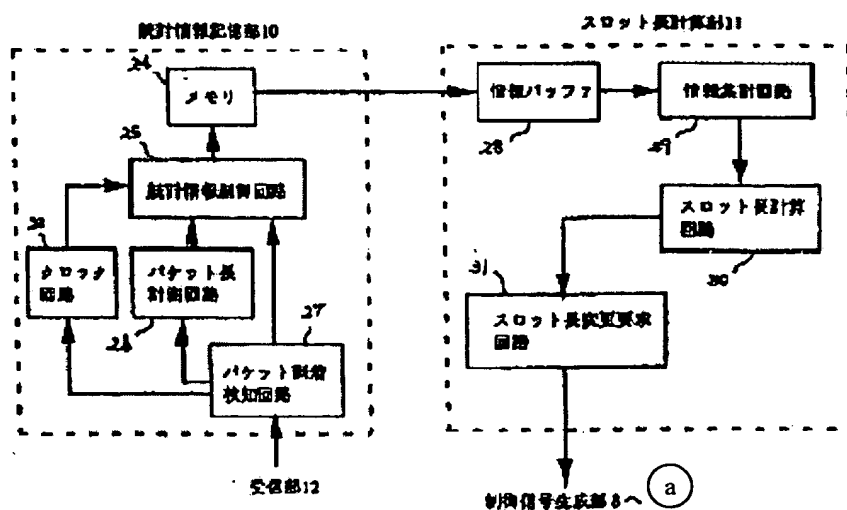 統計情報記憶部10
スロット長計算部11
24
メモリ
情報バッファ
28
情報集計回路
29
25
統計情報制御回路
スロット長計算
回路
30
クロック
回路
パケット長
計測回路
26
27
パケット到着
検知回路
31
スロット長変更要求
回路
受信部12
制御信号生成部8へ
a